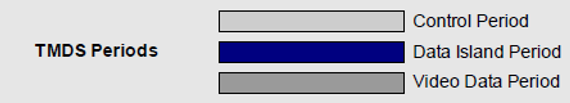 Control Period
TMDS Periods
Data Island Period
Video Data Period